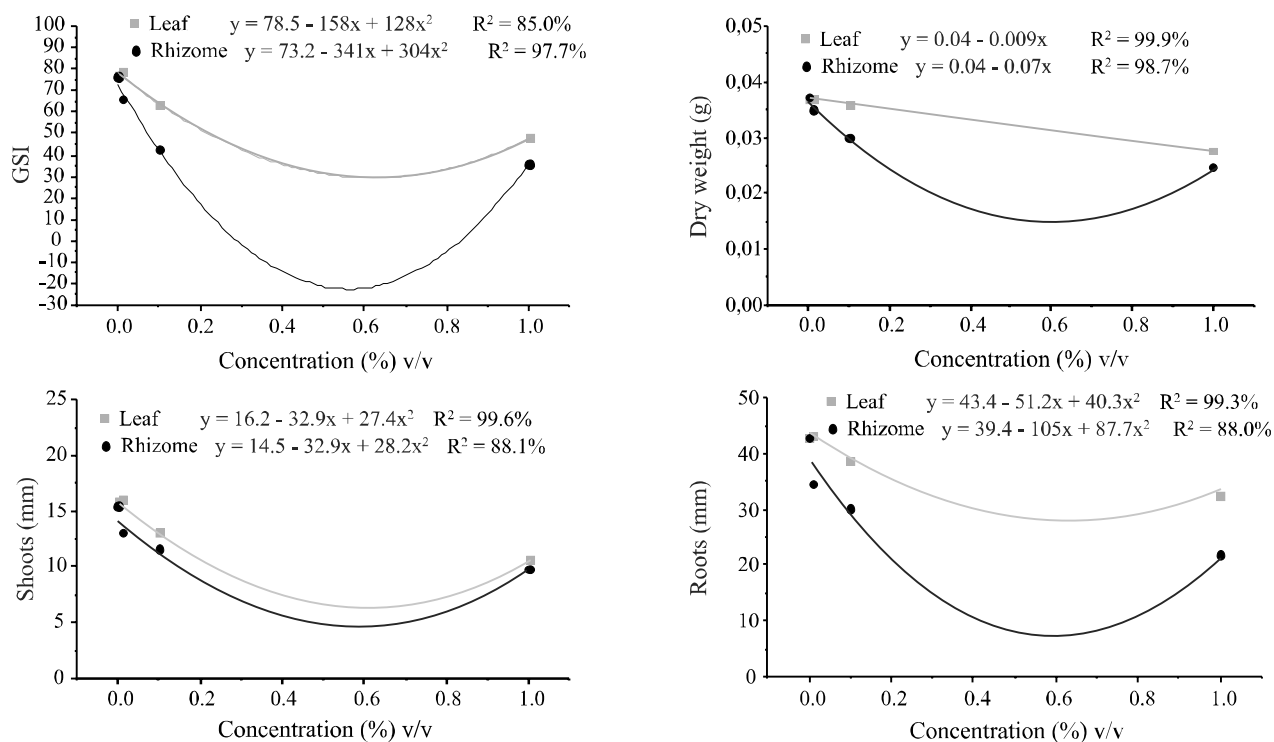 Leaf y = 78.5 - 158x + 128x² R² = 85.0%
Rhizome y = 73.2 - 341x + 304x² R² = 97.7%
100
90
80
70
60
50
40
30
20
10
0
-10
-20
-30
GSI
0.0 0.2 0.4 0.6 0.8 1.0
Concentration (%) v/v
Leaf y = 0.04 - 0.009x R² = 99.9%
Rhizome y = 0.04 - 0.07x R² = 98.7%
0,05
0,04
0,03
0,02
0,01
0,00
Dry weight (g)
0.0 0.2 0.4 0.6 0.8 1.0
Concentration (%) v/v
Leaf y = 16.2 - 32.9x + 27.4x² R² = 99.6%
Rhizome y = 14.5 - 32.9x + 28.2x² R² = 88.1%
25
20
15
10
5
0
Shoots (mm)
0.0 0.2 0.4 0.6 0.8 1.0
Concentration (%) v/v
Leaf y = 43.4 - 51.2x + 40.3x² R² = 99.3%
Rhizome y = 39.4 - 105x + 87.7x² R² = 88.0%
50
40
30
20
10
0
Roots (mm)
0.0 0.2 0.4 0.6 0.8 1.0
Concentration (%) v/v